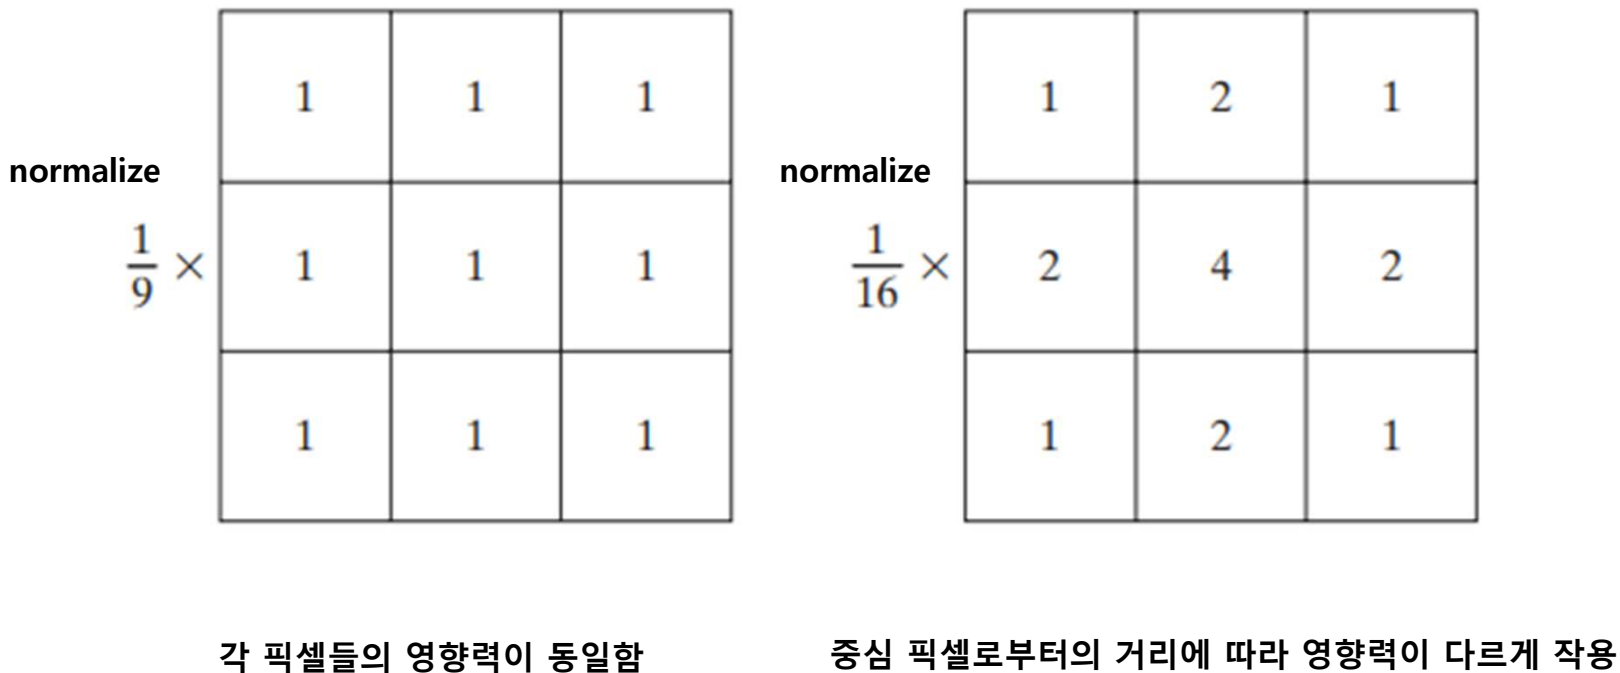 1 1 1
normalize
1/9 × 1 1 1
1 1 1
각 픽셀들의 영향력이 동일함
1 2 1
normalize
1/16 × 2 4 2
1 2 1
중심 픽셀로부터의 거리에 따라 영향력이 다르게 작용